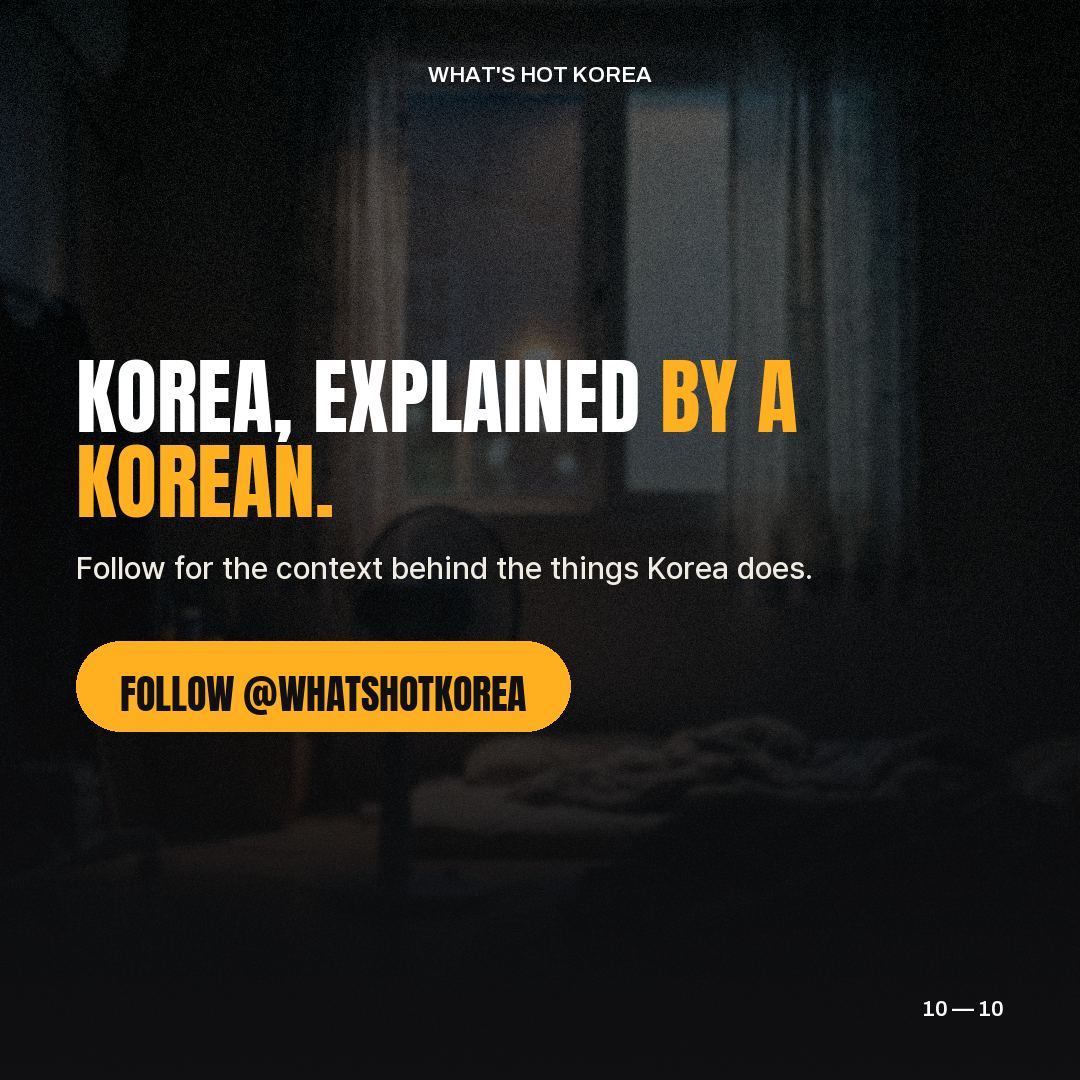 WHAT'S HOT KOREA
KOREA, EXPLAINED BY A
KOREAN.
Follow for the context behind the things Korea does.
FOLLOW @WHATSHOTKOREA
10 — 10